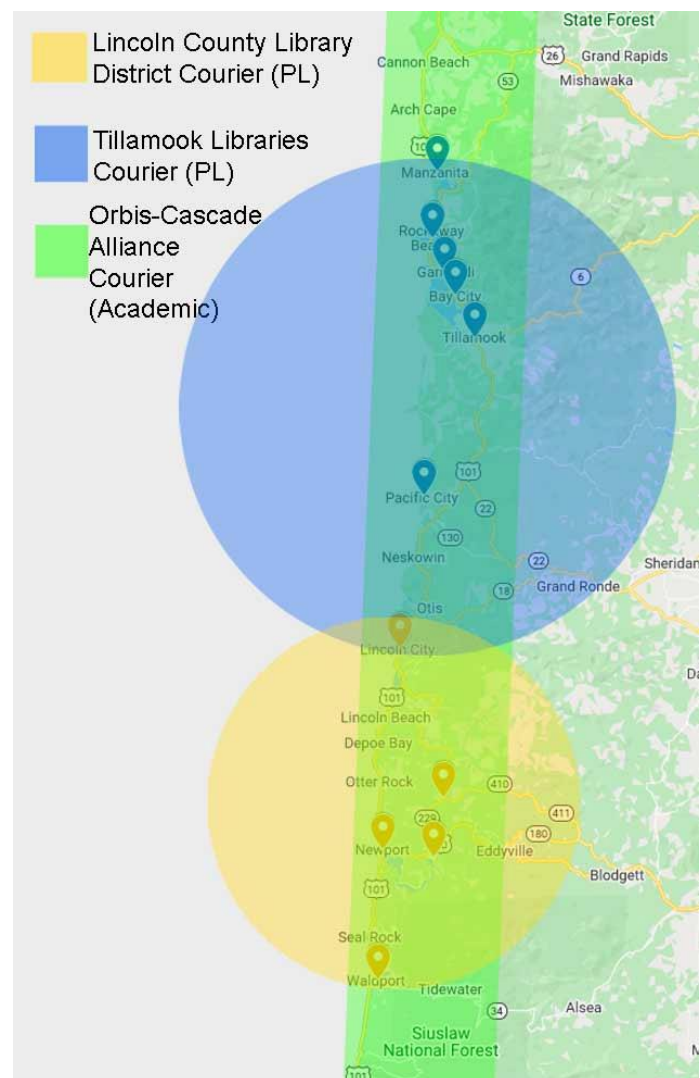 Lincoln County Library
District Courier (PL)
Tillamook Libraries
Courier (PL)
Orbis-Cascade
Alliance
Courier
(Academic)
State Forest
26
Grand Rapids
Cannon Beach
53
Mishawaka
Arch Cape
101
Manzanita
Rockaway
Beach
6
Bay City
Tillamook
101
Pacific City
22
130
Neskowin
22
Sheridan
18
Grand Ronde
Otis
Lincoln City
101
Lincoln Beach
Depoe Bay
Otter Rock
410
229
411
180
Newport
Eddyville
Blodgett
101
Seal Rock
Waldport
Tidewater
34
Alsea
Siuslaw
National Forest
101